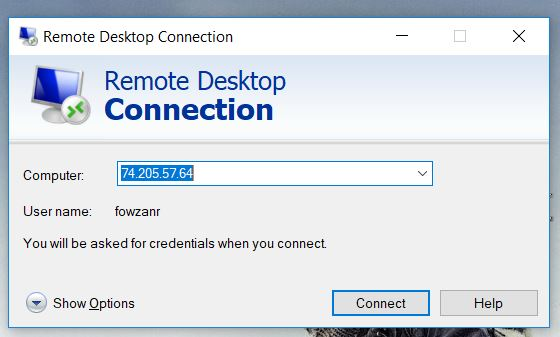 Remote Desktop Connection
Remote Desktop
Connection
Computer: 74.205.57.64
User name: fowzanr
You will be asked for credentials when you connect.
Show Options
Connect Help